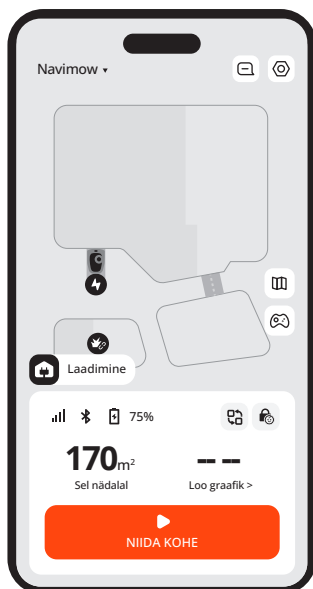 Navimow
Laadimine
75%
170m²
Sel nädalal
-- --
Loo graafik >
NIIDA KOHE